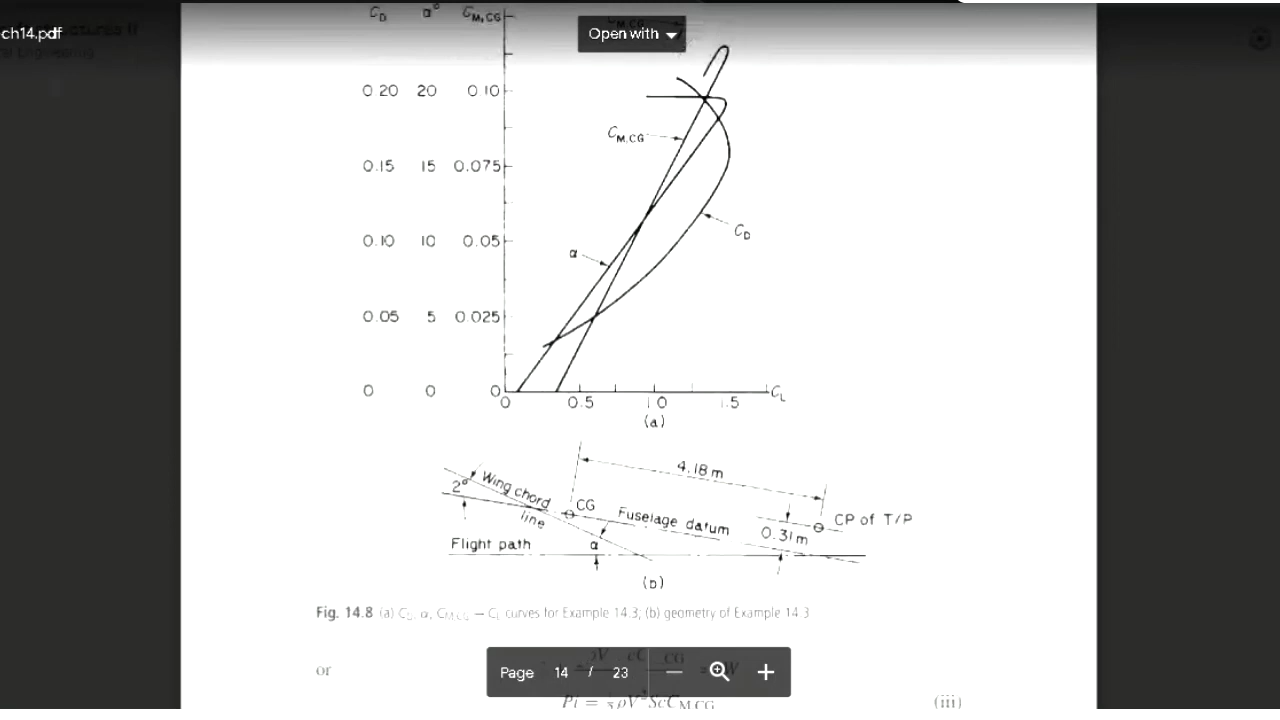 ch14.pdf
Open with
C_D α° C_M,CG
0.20 20 0.10
C_M,CG
0.15 15 0.075
C_D
0.10 10 0.05
α
0.05 5 0.025
0 0 0
0 0.5 1.0 1.5 C_L
(a)
4.18 m
2° Wing chord line
CG
Fuselage datum
CP of T/P
0.31 m
Flight path
α
(b)
Fig. 14.8 (a) C_D, α, C_M,CG – C_L curves for Example 14.3; (b) geometry of Example 14.3
or
Page 14 / 23
Pl = ½ρV²ScC_M,CG (iii)